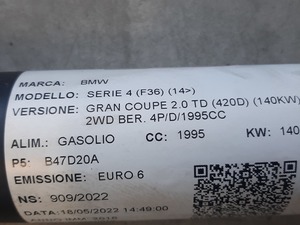 MARCA: BMW
MODELLO: SERIE 4 (F36) (14>)
VERSIONE: GRAN COUPE 2.0 TD (420D) (140KW)
2WD BER. 4P/D/1995CC
ALIM.: GASOLIO CC: 1995 KW: 140
P5: B47D20A
EMISSIONE: EURO 6
NS: 909/2022
DATA:18/05/2022 14:49:00